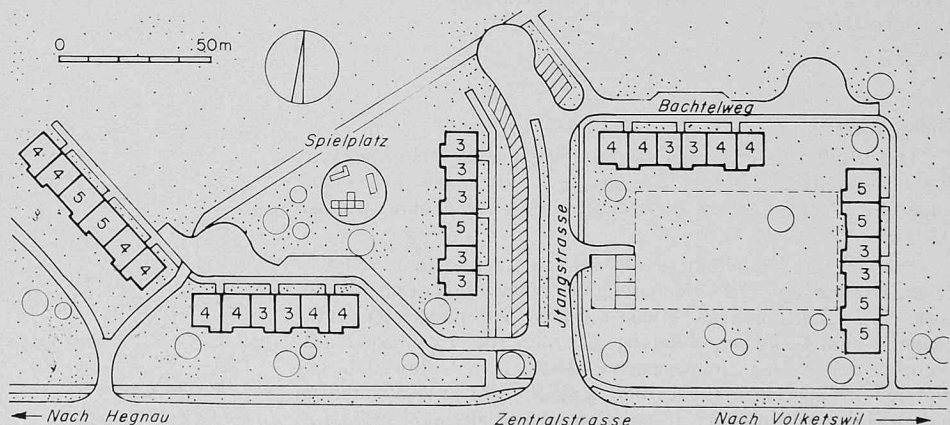 0 50m
Bachtelweg
Spielplatz
4 4 5 5 4 4
3 3 3 5 3 3
4 4 3 3 4 4
5 5 3 3 5 5
Jfangstrasse
4 4 3 3 4 4
Nach Hegnau
Zentralstrasse
Nach Volketswil